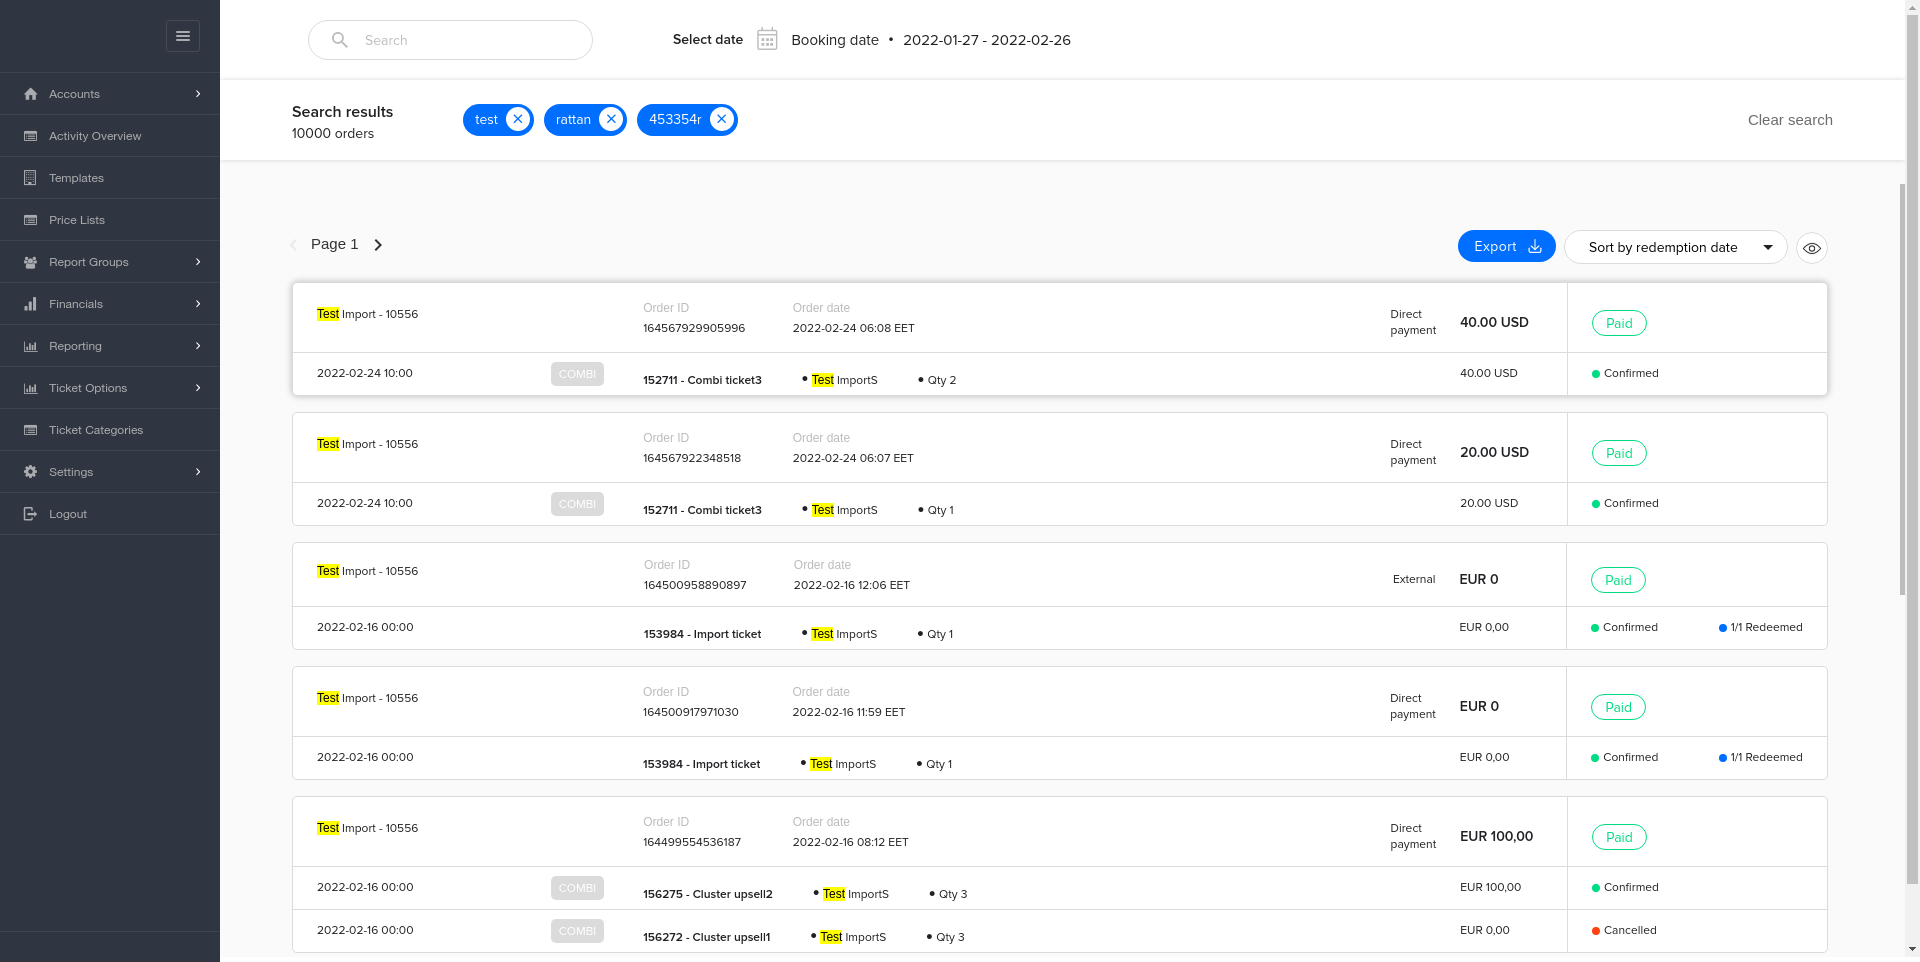 Search
Select date
Booking date • 2022-01-27 - 2022-02-26
Accounts
Activity Overview
Templates
Price Lists
Report Groups
Financials
Reporting
Ticket Options
Ticket Categories
Settings
Logout
Search results
10000 orders
test
rattan
453354r
Clear search
Page 1
Export
Sort by redemption date
Test Import - 10556
Order ID
164567929905996
Order date
2022-02-24 06:08 EET
Direct
payment
40.00 USD
Paid
2022-02-24 10:00
COMBI
152711 - Combi ticket3
• Test ImportS
• Qty 2
40.00 USD
Confirmed
Test Import - 10556
Order ID
164567922348518
Order date
2022-02-24 06:07 EET
Direct
payment
20.00 USD
Paid
2022-02-24 10:00
COMBI
152711 - Combi ticket3
• Test ImportS
• Qty 1
20.00 USD
Confirmed
Test Import - 10556
Order ID
164500958890897
Order date
2022-02-16 12:06 EET
External
EUR 0
Paid
2022-02-16 00:00
153984 - Import ticket
• Test ImportS
• Qty 1
EUR 0,00
Confirmed
1/1 Redeemed
Test Import - 10556
Order ID
164500917971030
Order date
2022-02-16 11:59 EET
Direct
payment
EUR 0
Paid
2022-02-16 00:00
153984 - Import ticket
• Test ImportS
• Qty 1
EUR 0,00
Confirmed
1/1 Redeemed
Test Import - 10556
Order ID
164499554536187
Order date
2022-02-16 08:12 EET
Direct
payment
EUR 100,00
Paid
2022-02-16 00:00
COMBI
156275 - Cluster upsell2
• Test ImportS
• Qty 3
EUR 100,00
Confirmed
2022-02-16 00:00
COMBI
156272 - Cluster upsell1
• Test ImportS
• Qty 3
EUR 0,00
Cancelled